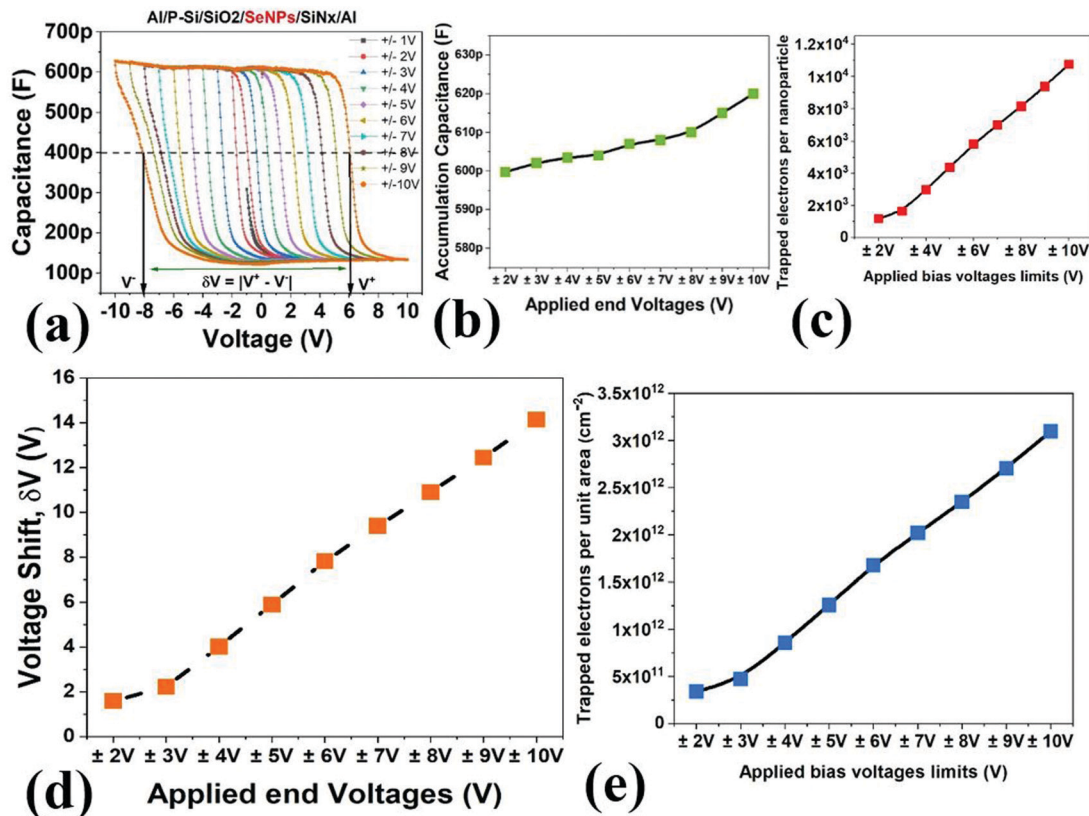 Al/P-Si/SiO2/SeNPs/SiNx/Al
Capacitance (F)
700p
600p
500p
400p
300p
200p
100p
+/- 1V
+/- 2V
+/- 3V
+/- 4V
+/- 5V
+/- 6V
+/- 7V
+/- 8V
+/- 9V
+/-10V
V⁻
δV = |V⁺ - V⁻|
V⁺
-10 -8 -6 -4 -2 0 2 4 6 8 10
Voltage (V)
(a)
Accumulation Capacitance (F)
630p
620p
610p
600p
590p
580p
± 2V ± 3V ± 4V ± 5V ± 6V ± 7V ± 8V ± 9V ± 10V
Applied end Voltages (V)
(b)
Trapped electrons per nanoparticle
1.2x10⁴
1x10⁴
8x10³
6x10³
4x10³
2x10³
0
± 2V ± 4V ± 6V ± 8V ± 10V
Applied bias voltages limits (V)
(c)
Voltage Shift, δV (V)
16
14
12
10
8
6
4
2
0
± 2V ± 3V ± 4V ± 5V ± 6V ± 7V ± 8V ± 9V ± 10V
Applied end Voltages (V)
(d)
Trapped electrons per unit area (cm⁻²)
3.5x10¹²
3x10¹²
2.5x10¹²
2x10¹²
1.5x10¹²
1x10¹²
5x10¹¹
0
± 2V ± 3V ± 4V ± 5V ± 6V ± 7V ± 8V ± 9V ± 10V
Applied bias voltages limits (V)
(e)